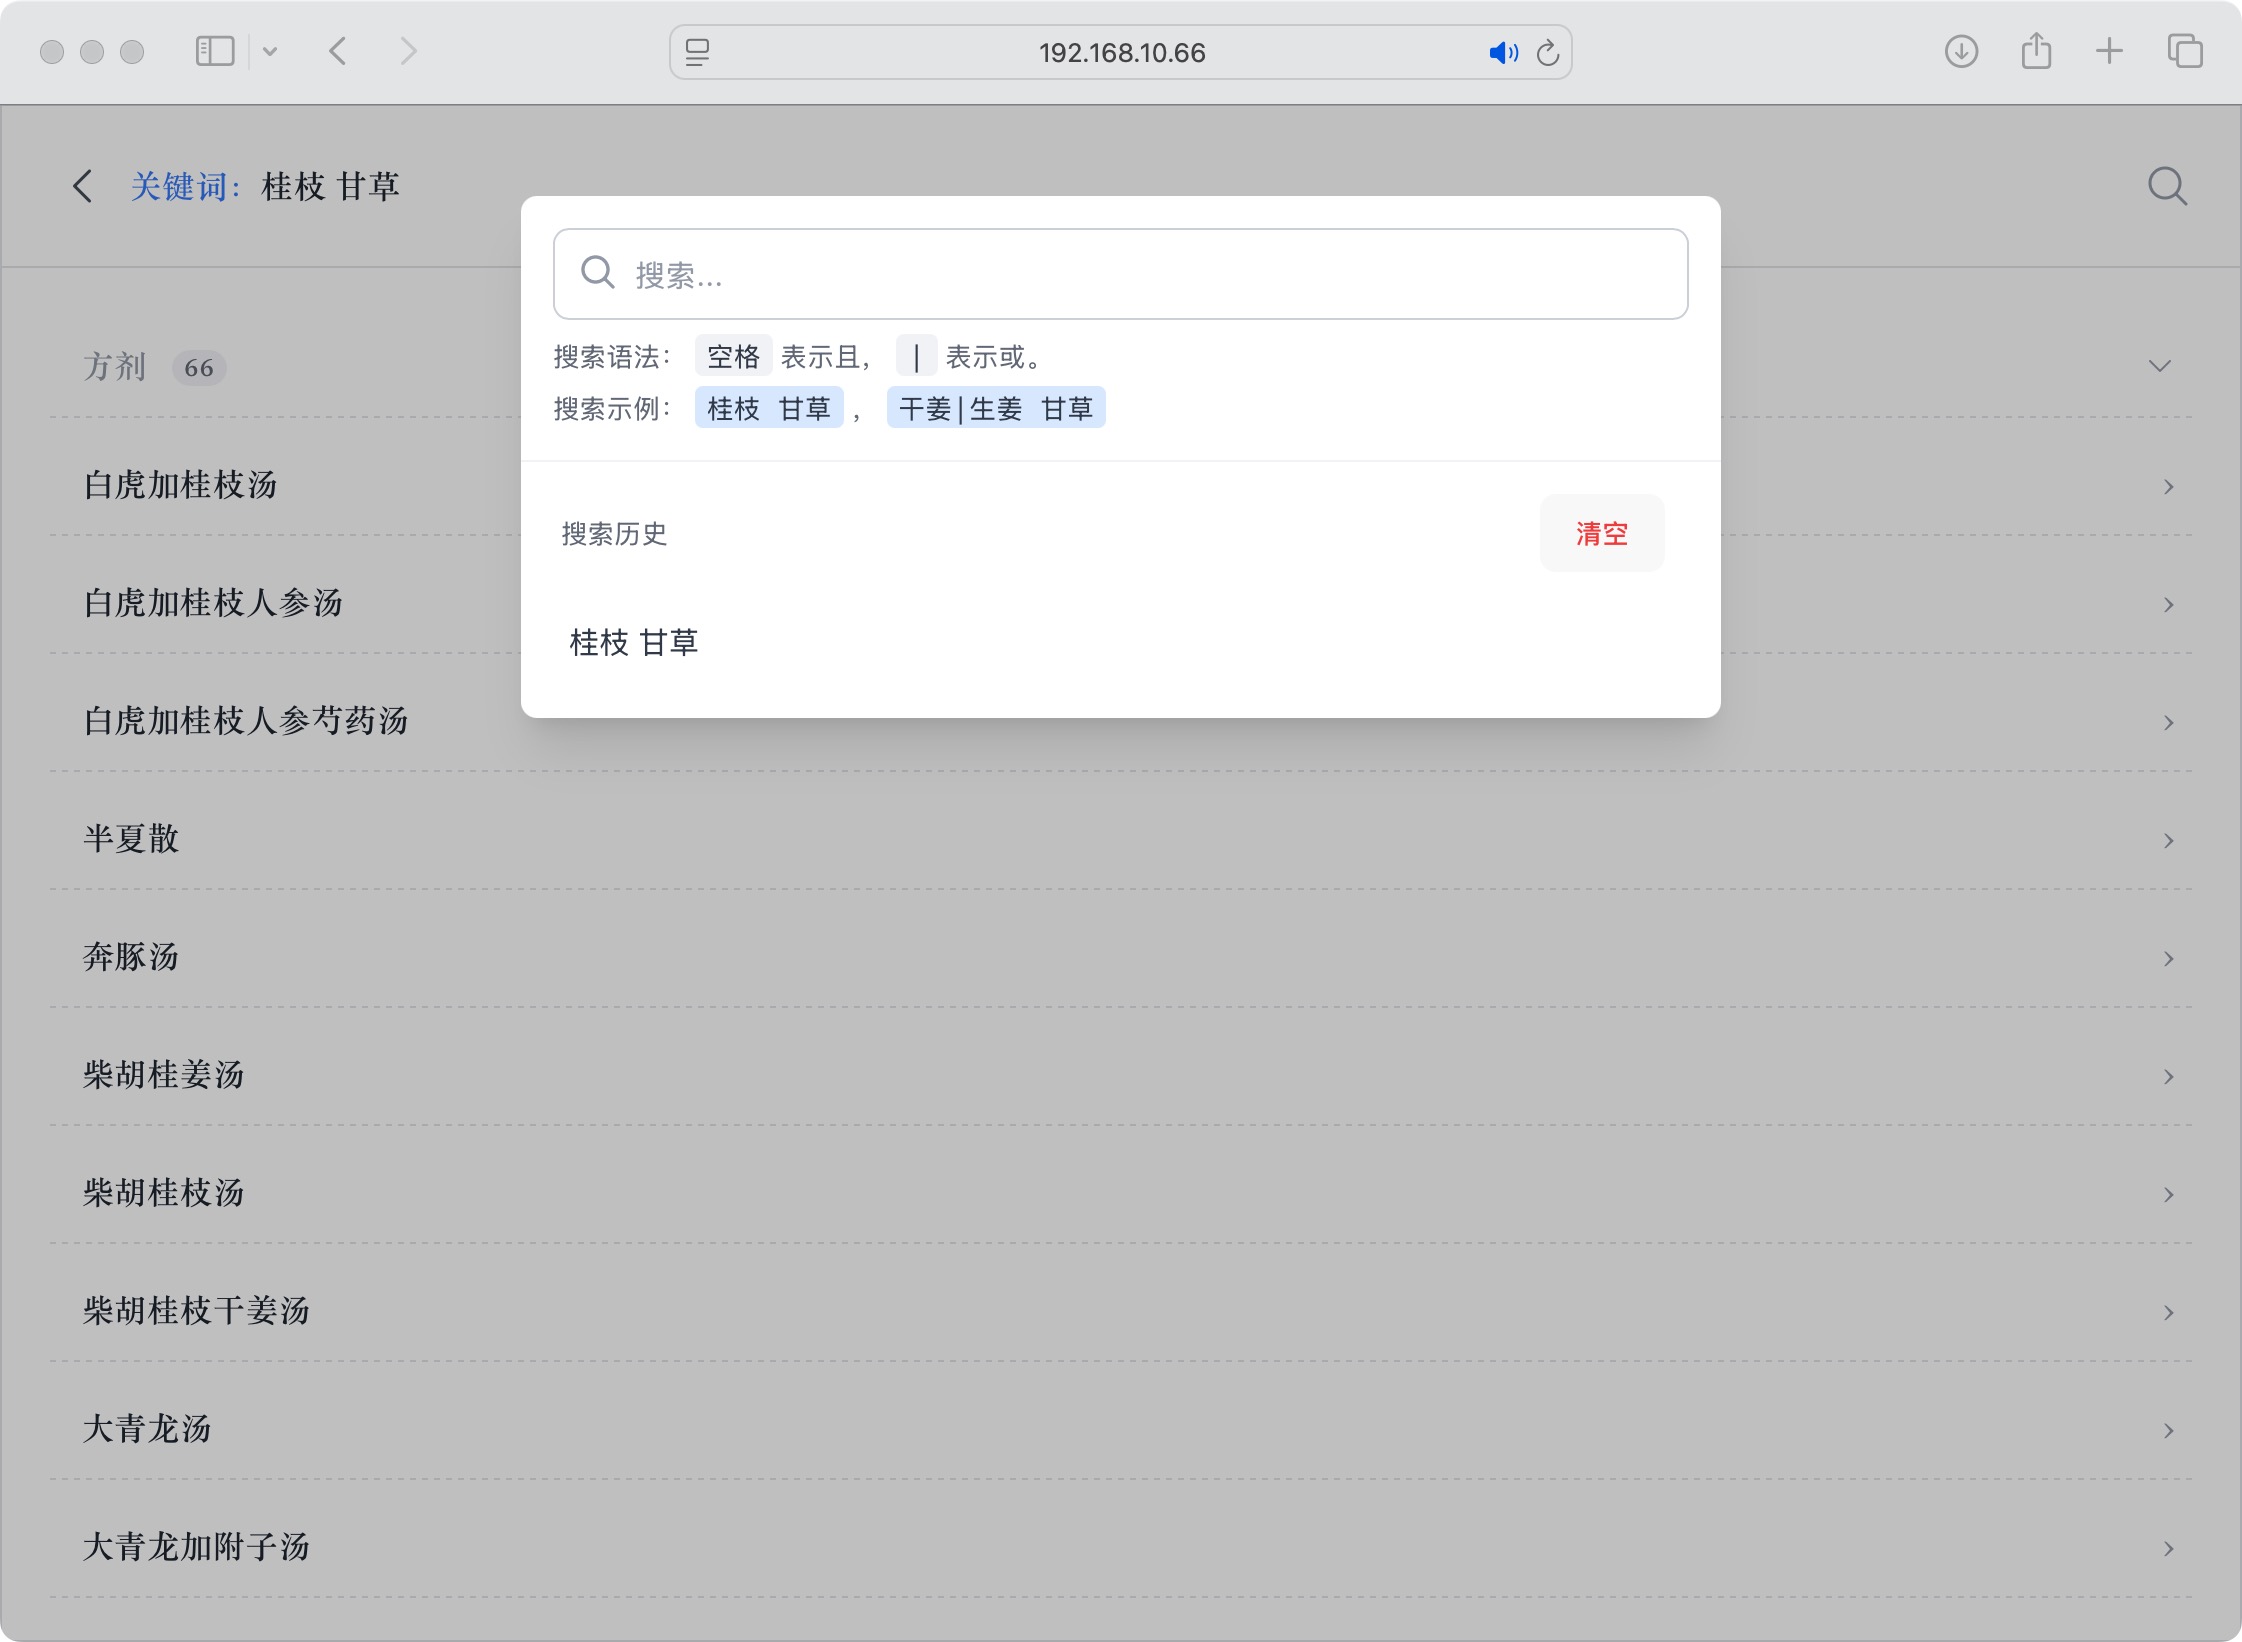 192.168.10.66
关键词：桂枝 甘草
搜索...
搜索语法： 空格 表示且， | 表示或。
搜索示例： 桂枝 甘草 ， 干姜|生姜 甘草
搜索历史
清空
桂枝 甘草
方剂 66
白虎加桂枝汤
白虎加桂枝人参汤
白虎加桂枝人参芍药汤
半夏散
奔豚汤
柴胡桂姜汤
柴胡桂枝汤
柴胡桂枝干姜汤
大青龙汤
大青龙加附子汤